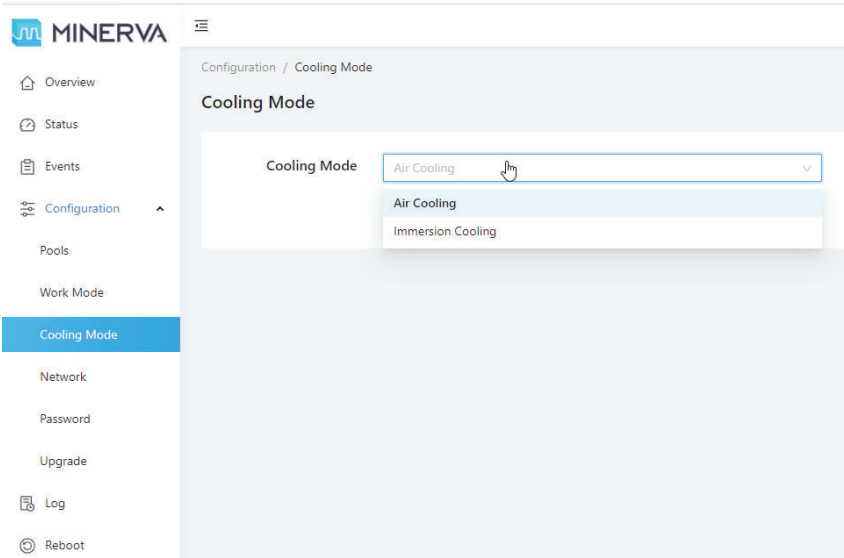 MINERVA
Overview
Status
Events
Configuration
Pools
Work Mode
Cooling Mode
Network
Password
Upgrade
Log
Reboot
Configuration / Cooling Mode
Cooling Mode
Cooling Mode
Air Cooling
Air Cooling
Immersion Cooling